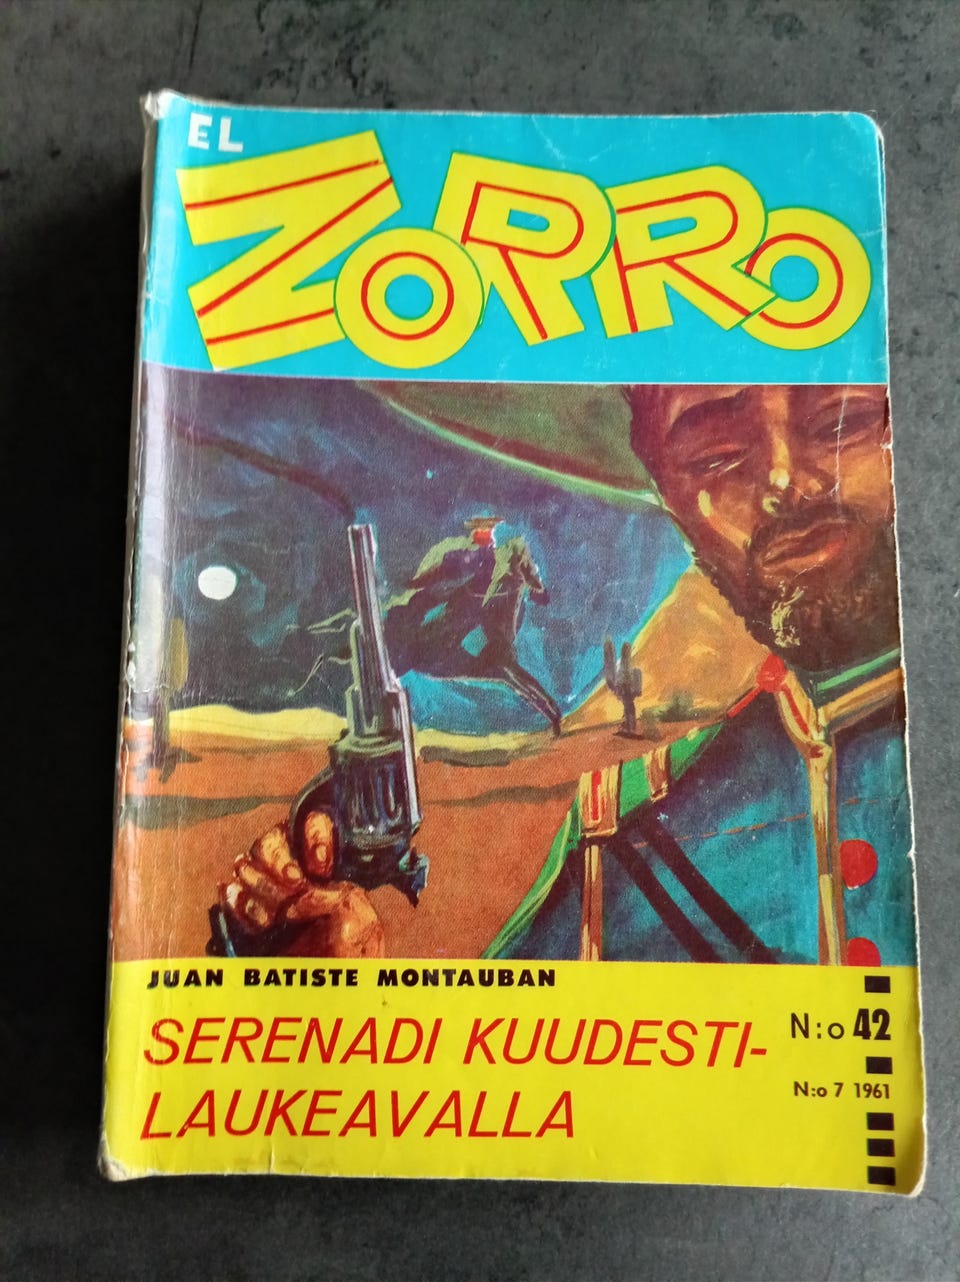 EL
ZORRO
JUAN BATISTE MONTAUBAN
SERENADI KUUDESTI-
LAUKEAVALLA
N:o 42
N:o 7 1961